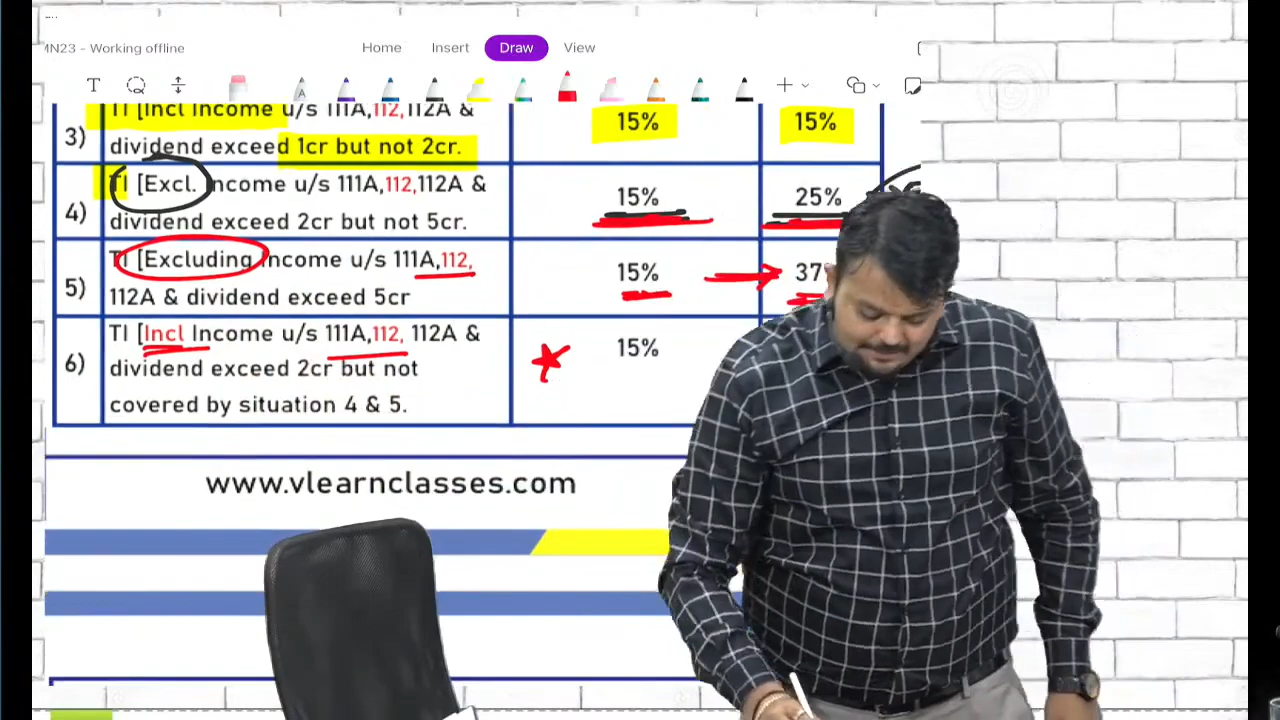 MN23 - Working offline
Home Insert Draw View
3) TI [Incl Income u/s 111A,112,112A & 15% 15%
dividend exceed 1cr but not 2cr.
4) TI [Excl. Income u/s 111A,112,112A & 15% 25%
dividend exceed 2cr but not 5cr.
5) TI [Excluding Income u/s 111A,112, 15% 37
112A & dividend exceed 5cr
6) TI [Incl Income u/s 111A,112, 112A & 15%
dividend exceed 2cr but not
covered by situation 4 & 5.
www.vlearnclasses.com